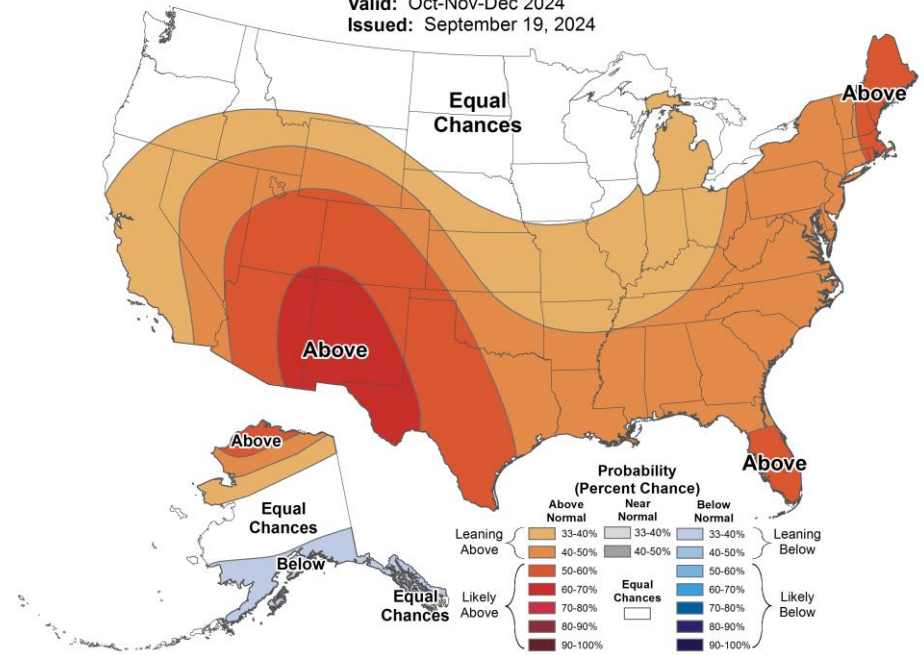 Valid: Oct-Nov-Dec 2024
Issued: September 19, 2024
Equal
Chances
Above
Above
Above
Above
Equal
Chances
Below
Equal
Chances
Probability
(Percent Chance)
Above
Normal
Near
Normal
Below
Normal
Leaning
Above
33-40%
40-50%
33-40%
40-50%
33-40%
40-50%
Leaning
Below
Likely
Above
50-60%
60-70%
70-80%
80-90%
90-100%
Equal
Chances
50-60%
60-70%
70-80%
80-90%
90-100%
Likely
Below